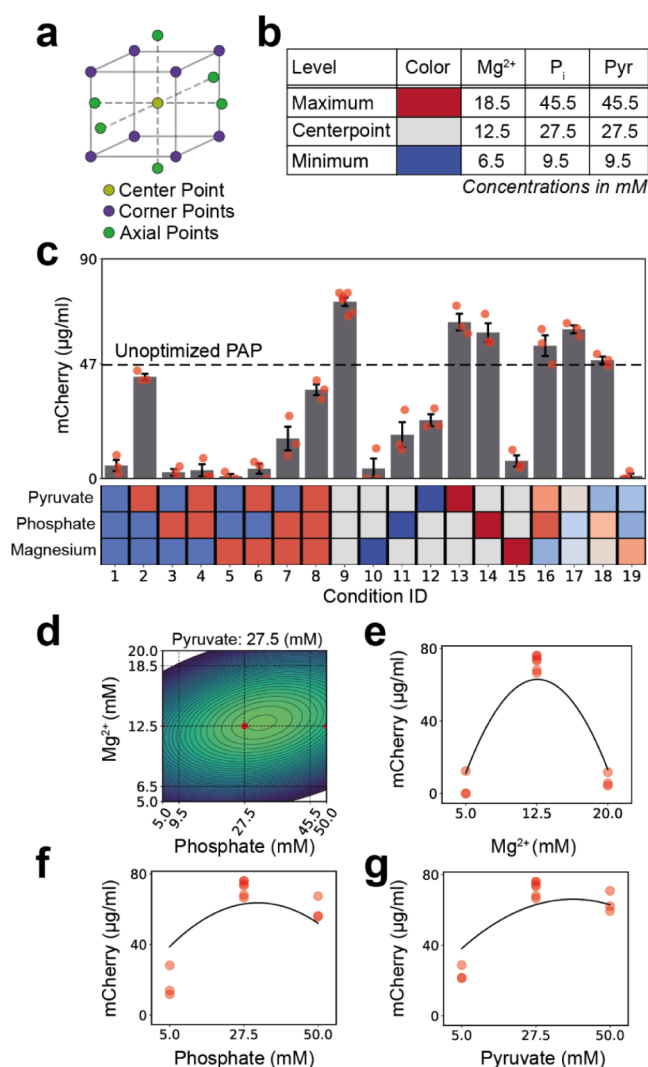 a
Center Point
Corner Points
Axial Points
b
Level Color Mg²⁺ Pᵢ Pyr
Maximum 18.5 45.5 45.5
Centerpoint 12.5 27.5 27.5
Minimum 6.5 9.5 9.5
Concentrations in mM
c
90
47
0
mCherry (µg/ml)
Unoptimized PAP
Pyruvate
Phosphate
Magnesium
1 2 3 4 5 6 7 8 9 10 11 12 13 14 15 16 17 18 19
Condition ID
d
Pyruvate: 27.5 (mM)
20.0
18.5
12.5
6.5
5.0
Mg²⁺ (mM)
5.0 9.5 27.5 45.5 50.0
Phosphate (mM)
e
80
40
0
mCherry (µg/ml)
5.0 12.5 20.0
Mg²⁺ (mM)
f
80
40
0
mCherry (µg/ml)
5.0 27.5 50.0
Phosphate (mM)
g
80
40
0
mCherry (µg/ml)
5.0 27.5 50.0
Pyruvate (mM)